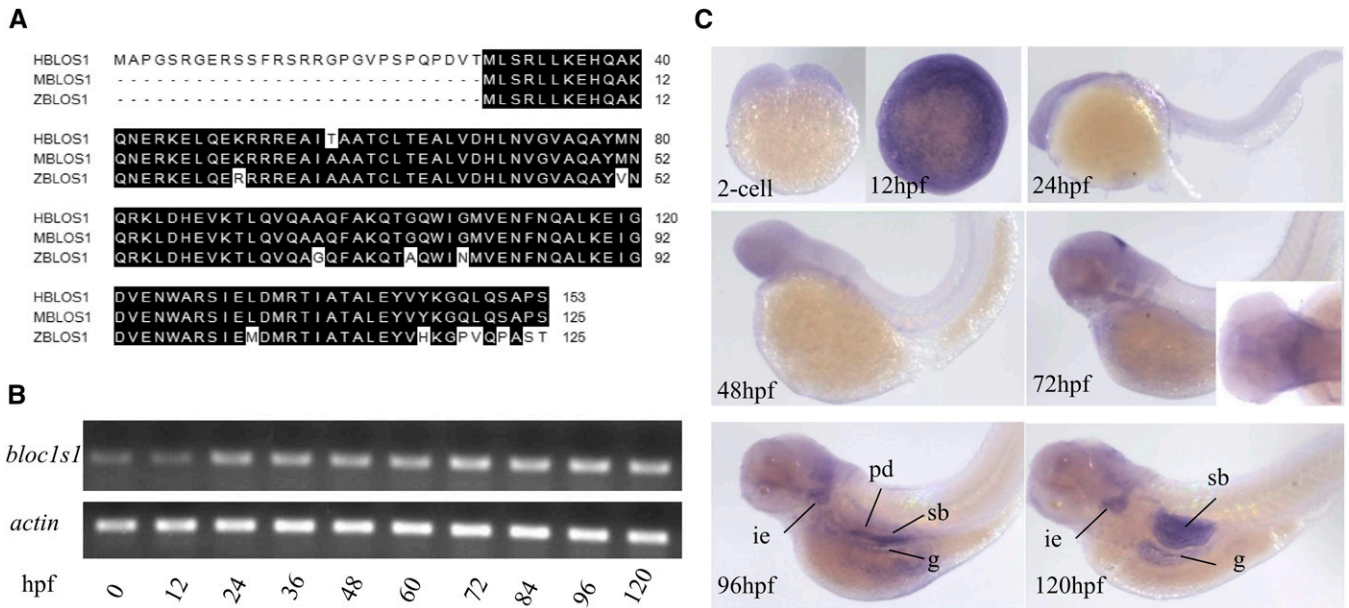 A
HBLOS1 MAPGSRGERSSFRSRRGPGVPSPQPDVTMLSRLLKEHQAK 40
MBLOS1 ----------------------------MLSRLLKEHQAK 12
ZBLOS1 ----------------------------MLSRLLKEHQAK 12
HBLOS1 QNERKELQEKRRREAITAATCLTEALVDHLNVGVAQAYMN 80
MBLOS1 QNERKELQEKRRREAIAAATCLTEALVDHLNVGVAQAYMN 52
ZBLOS1 QNERKELQERRRREAIAAATCLTEALVDHLNVGVAQAYVN 52
HBLOS1 QRKLDHEVKTLQVQAAQFAKQTGQWIGMVENFNQALKEIG 120
MBLOS1 QRKLDHEVKTLQVQAAQFAKQTGQWIGMVENFNQALKEIG 92
ZBLOS1 QRKLDHEVKTLQVQAGQFAKQTAQWINMVENFNQALKEIG 92
HBLOS1 DVENWARSIELDMRTIATALEYVYKGQLQSAPS 153
MBLOS1 DVENWARSIELDMRTIATALEYVYKGQLQSAPS 125
ZBLOS1 DVENWARSIEMDMRTIATALEYVHKGPVQPAST 125
B
bloc1s1
actin
hpf 0 12 24 36 48 60 72 84 96 120
C
2-cell
12hpf
24hpf
48hpf
72hpf
pd
sb
ie
g
96hpf
sb
ie
g
120hpf